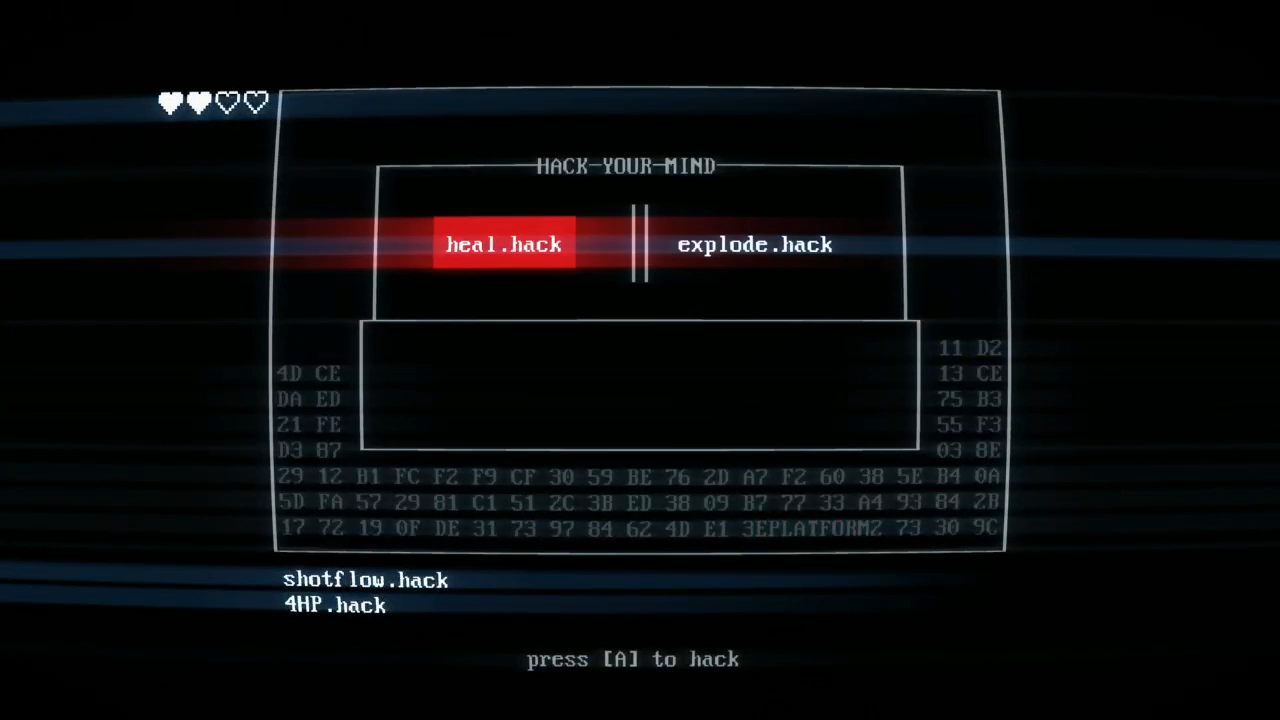 HACK YOUR MIND
heal.hack explode.hack
11 D2
4D CE 13 CE
DA ED 75 B3
21 FE 55 F3
D3 87 03 8E
29 12 B1 FC F2 F9 CF 30 59 BE 76 2D A7 F2 60 38 5E B4 0A
5D FA 57 29 81 C1 51 2C 3B ED 38 09 B7 77 33 A4 93 84 2B
17 72 19 0F DE 31 73 97 84 62 4D E1 3EPLATFORM2 73 30 9C
shotflow.hack
4HP.hack
press [A] to hack